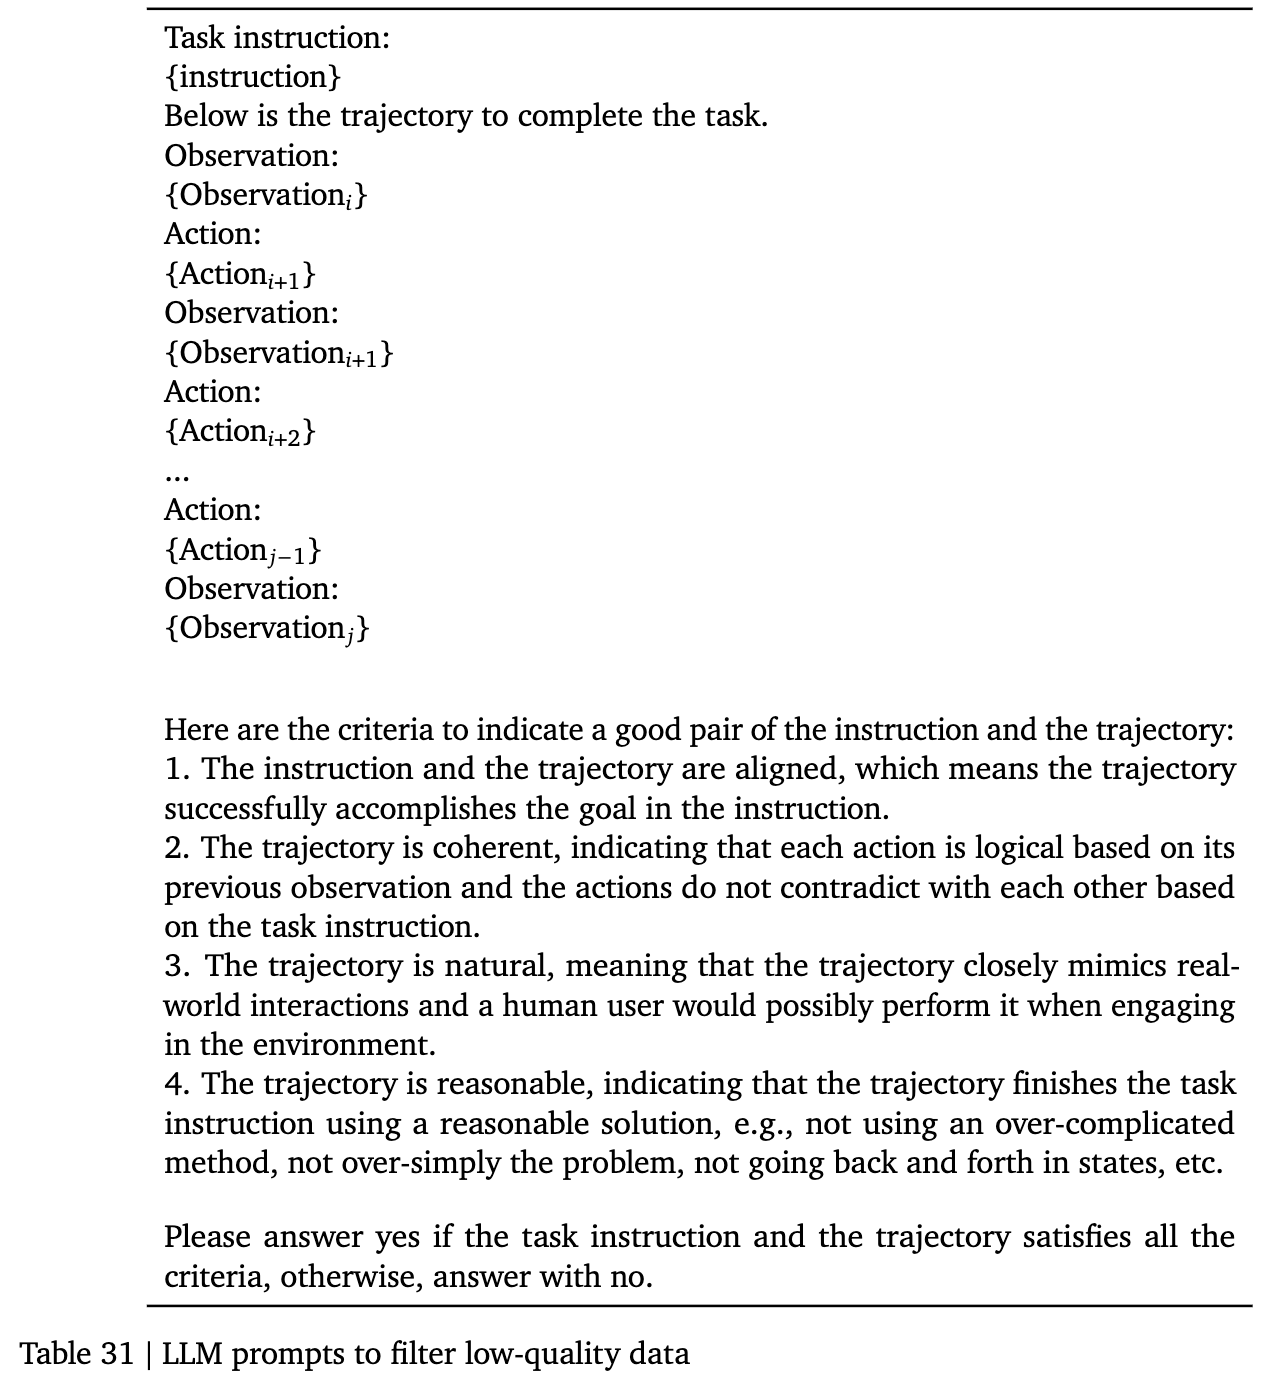 Task instruction:
{instruction}
Below is the trajectory to complete the task.
Observation:
{Observation_i}
Action:
{Action_{i+1}}
Observation:
{Observation_{i+1}}
Action:
{Action_{i+2}}
...
Action:
{Action_{j−1}}
Observation:
{Observation_j}
Here are the criteria to indicate a good pair of the instruction and the trajectory:
1. The instruction and the trajectory are aligned, which means the trajectory
successfully accomplishes the goal in the instruction.
2. The trajectory is coherent, indicating that each action is logical based on its
previous observation and the actions do not contradict with each other based
on the task instruction.
3. The trajectory is natural, meaning that the trajectory closely mimics real-
world interactions and a human user would possibly perform it when engaging
in the environment.
4. The trajectory is reasonable, indicating that the trajectory finishes the task
instruction using a reasonable solution, e.g., not using an over-complicated
method, not over-simply the problem, not going back and forth in states, etc.
Please answer yes if the task instruction and the trajectory satisfies all the
criteria, otherwise, answer with no.
Table 31 | LLM prompts to filter low-quality data